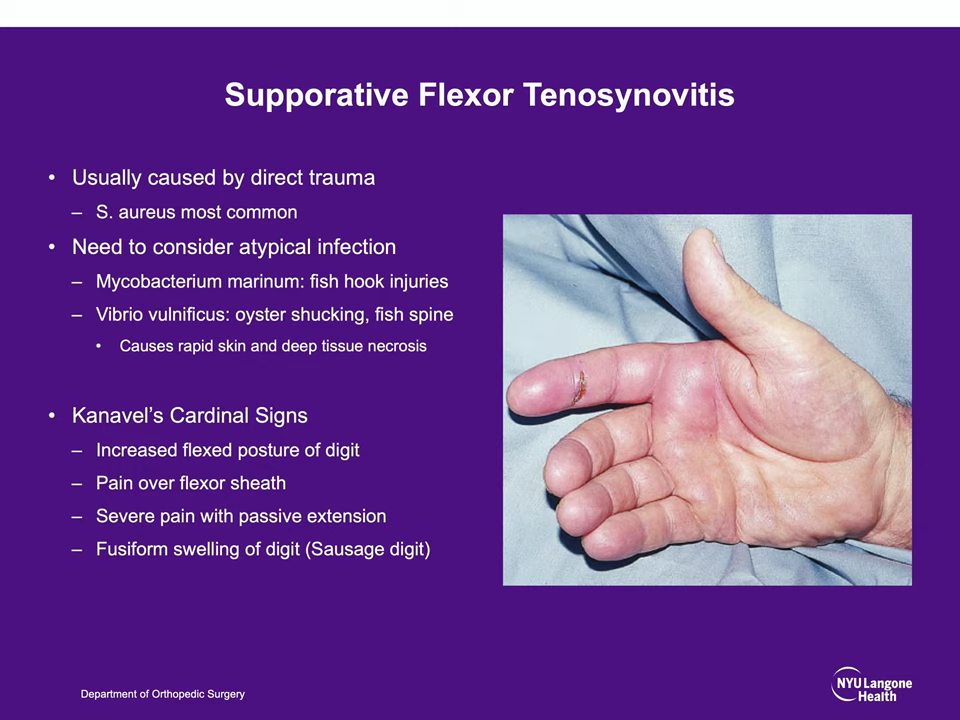 Supporative Flexor Tenosynovitis
• Usually caused by direct trauma
– S. aureus most common
• Need to consider atypical infection
– Mycobacterium marinum: fish hook injuries
– Vibrio vulnificus: oyster shucking, fish spine
• Causes rapid skin and deep tissue necrosis
• Kanavel's Cardinal Signs
– Increased flexed posture of digit
– Pain over flexor sheath
– Severe pain with passive extension
– Fusiform swelling of digit (Sausage digit)
Department of Orthopedic Surgery
NYU Langone
Health